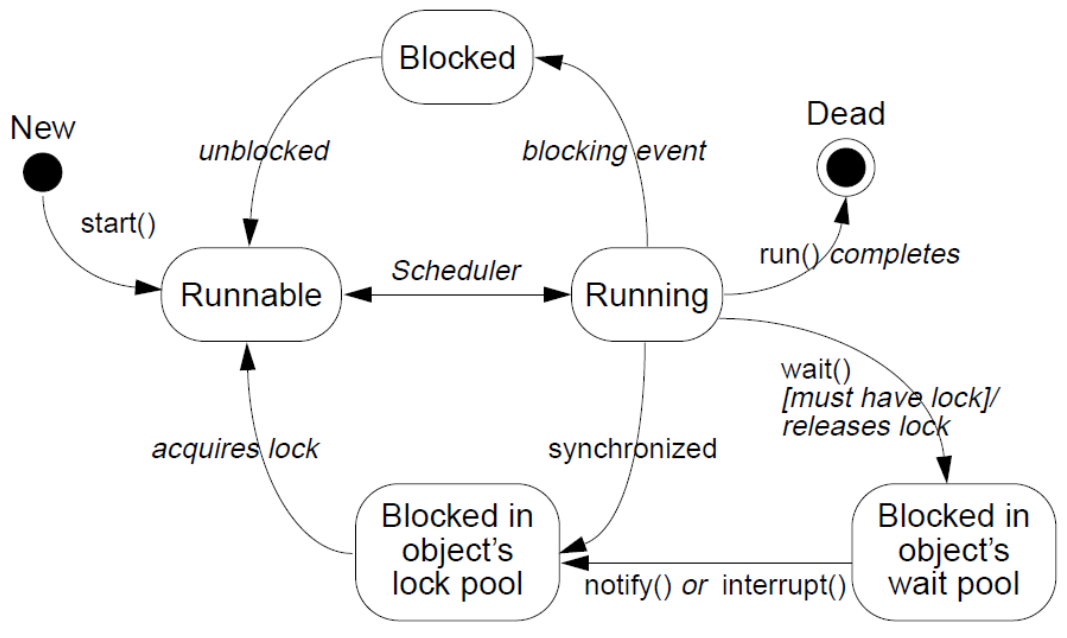 Blocked
New
Dead
unblocked
blocking event
start()
run() completes
Scheduler
Runnable
Running
wait()
[must have lock]/
releases lock
acquires lock
synchronized
Blocked in
object’s
lock pool
Blocked in
object’s
wait pool
notify() or interrupt()